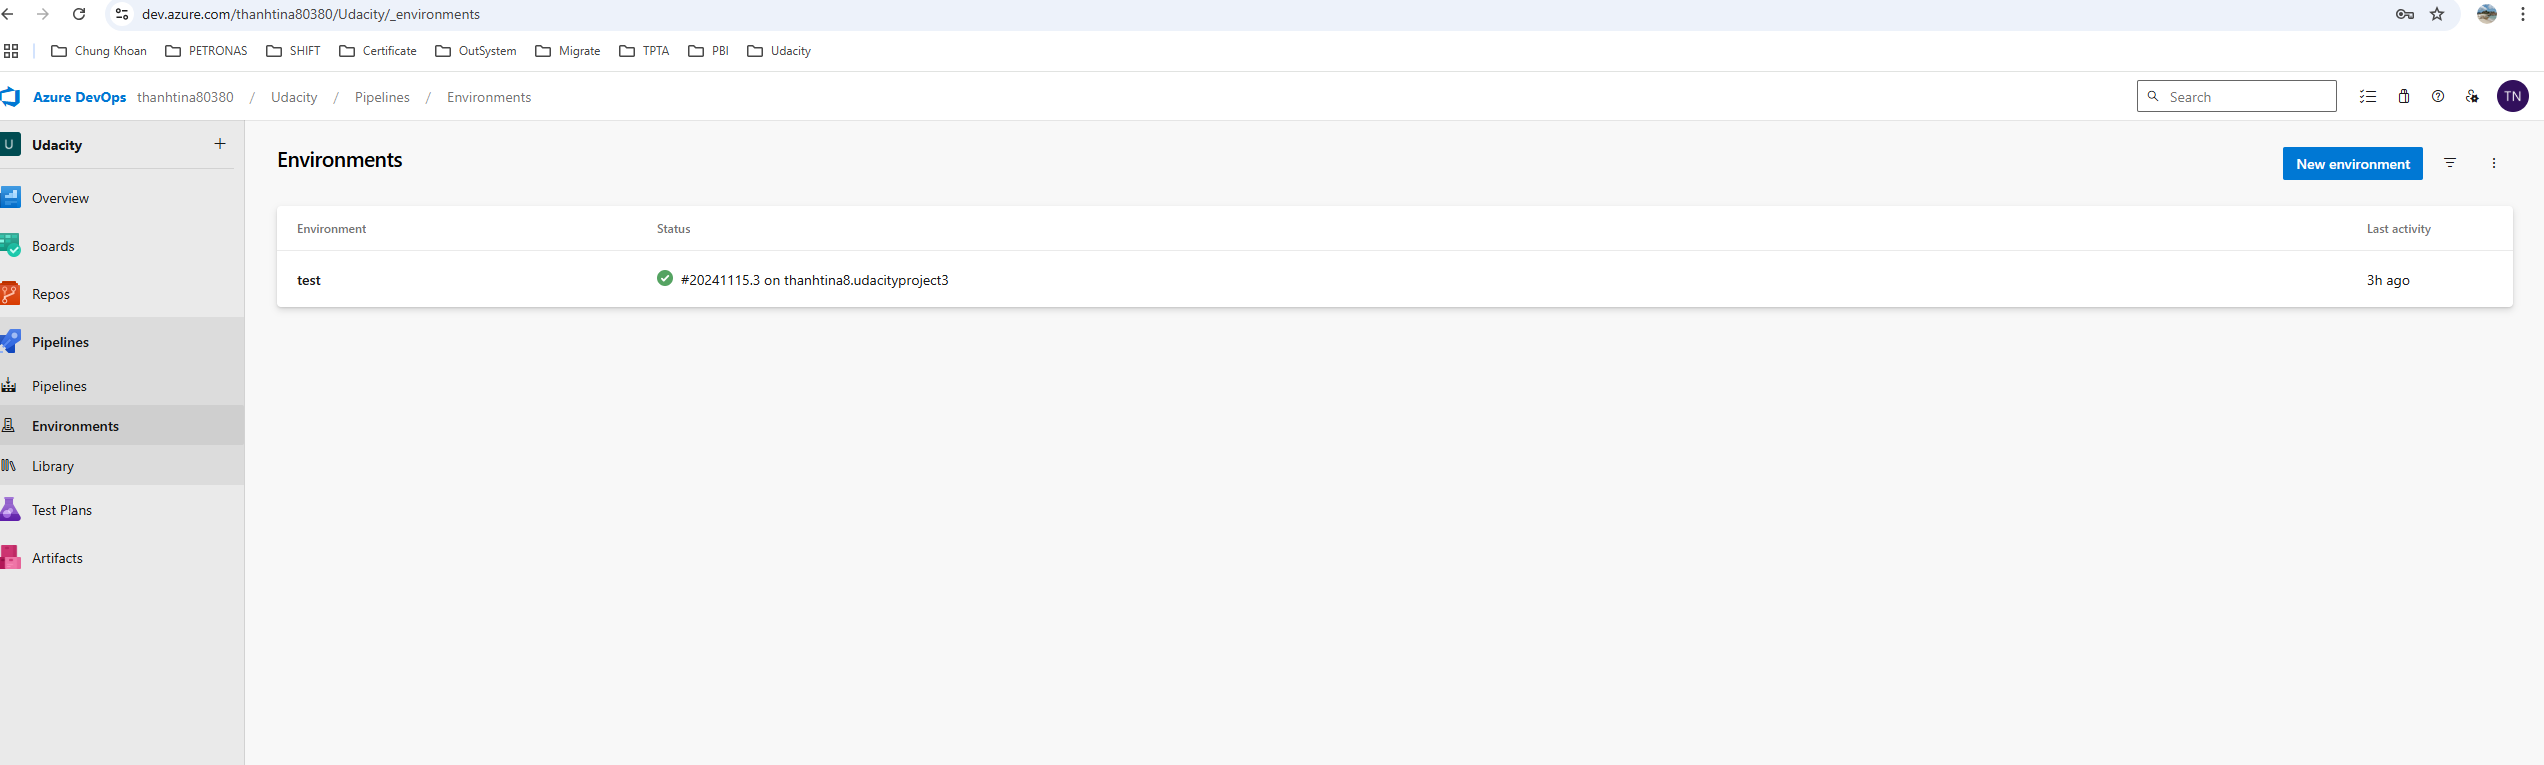 dev.azure.com/thanhtina80380/Udacity/_environments
Chung Khoan PETRONAS SHIFT Certificate OutSystem Migrate TPTA PBI Udacity
Azure DevOps thanhtina80380 / Udacity / Pipelines / Environments Search TN
U Udacity +
Overview
Boards
Repos
Pipelines
Pipelines
Environments
Library
Test Plans
Artifacts
Environments New environment
Environment Status Last activity
test #20241115.3 on thanhtina8.udacityproject3 3h ago